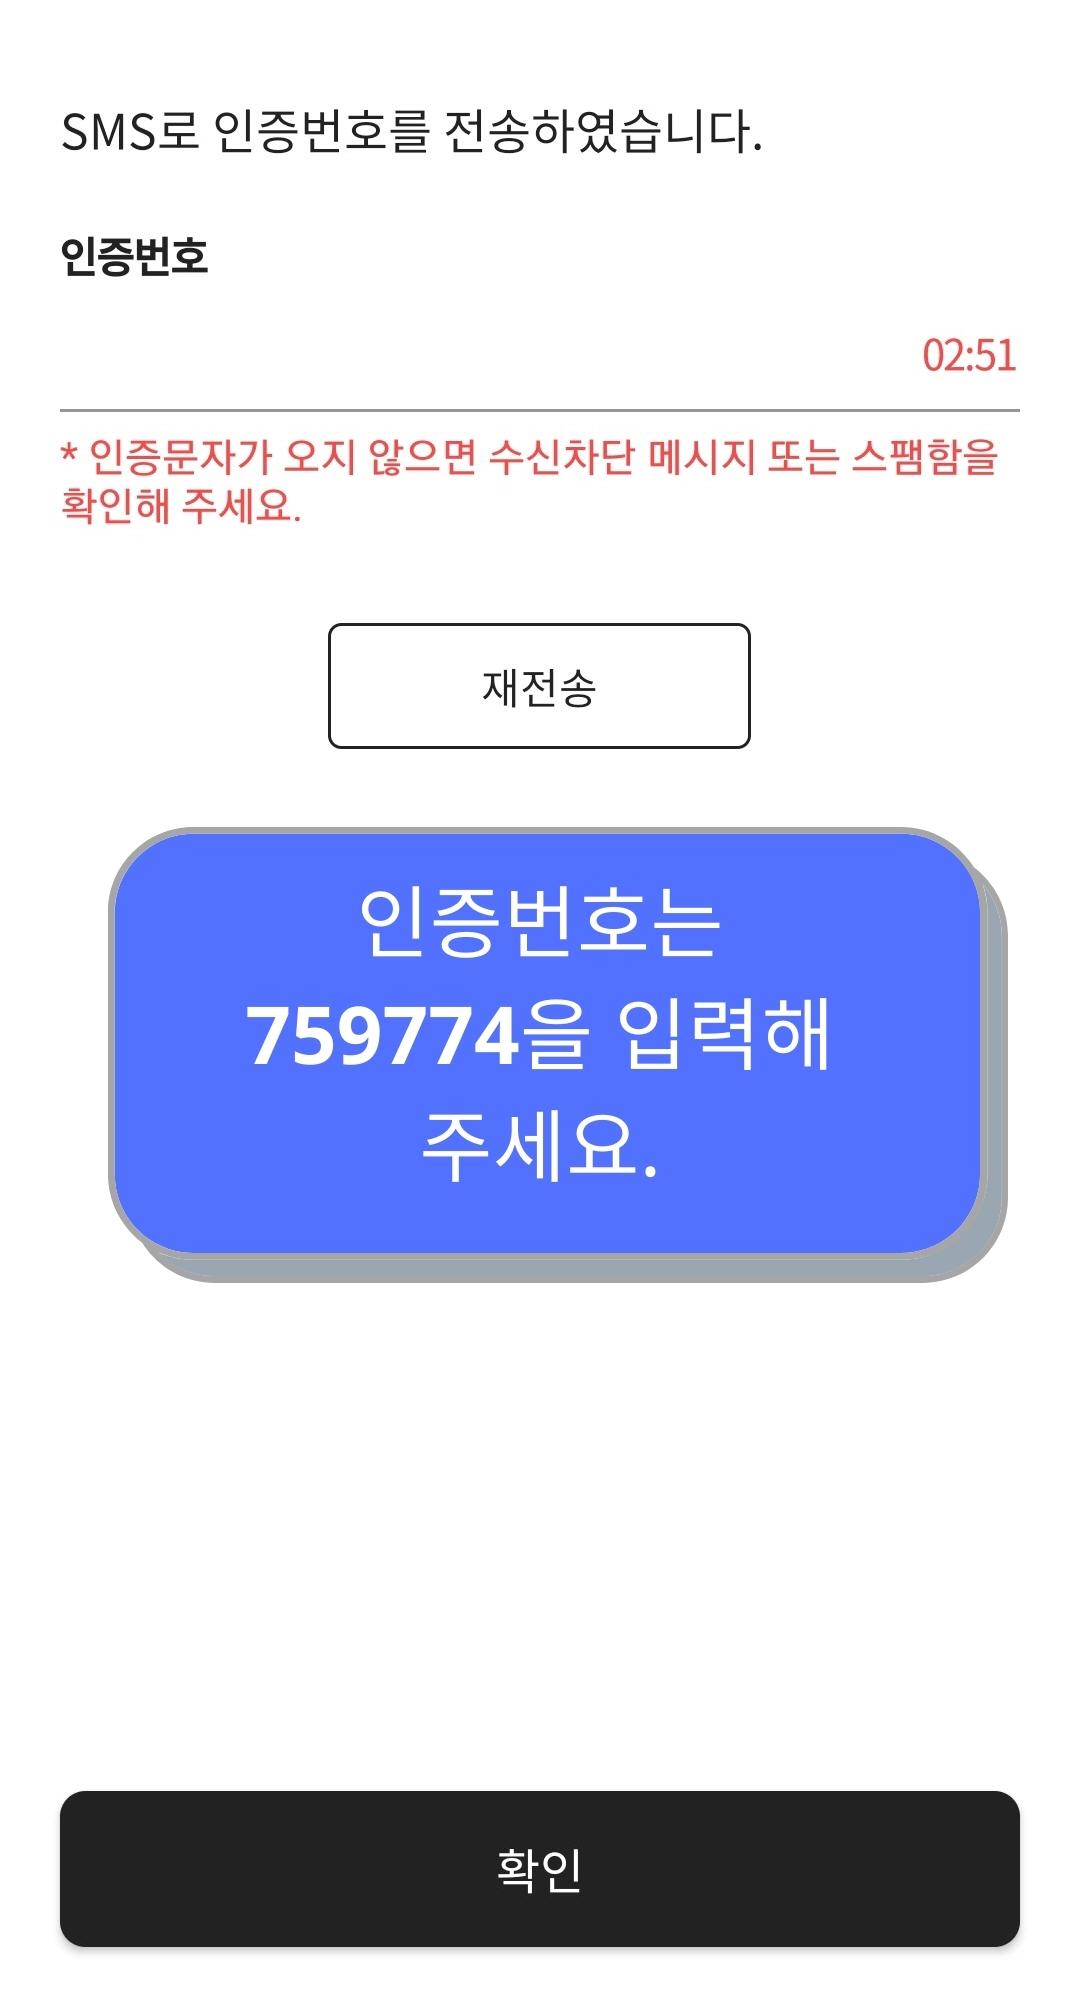 SMS로 인증번호를 전송하였습니다.
인증번호
02:51
* 인증문자가 오지 않으면 수신차단 메시지 또는 스팸함을
확인해 주세요.
재전송
인증번호는
759774을 입력해
주세요.
확인